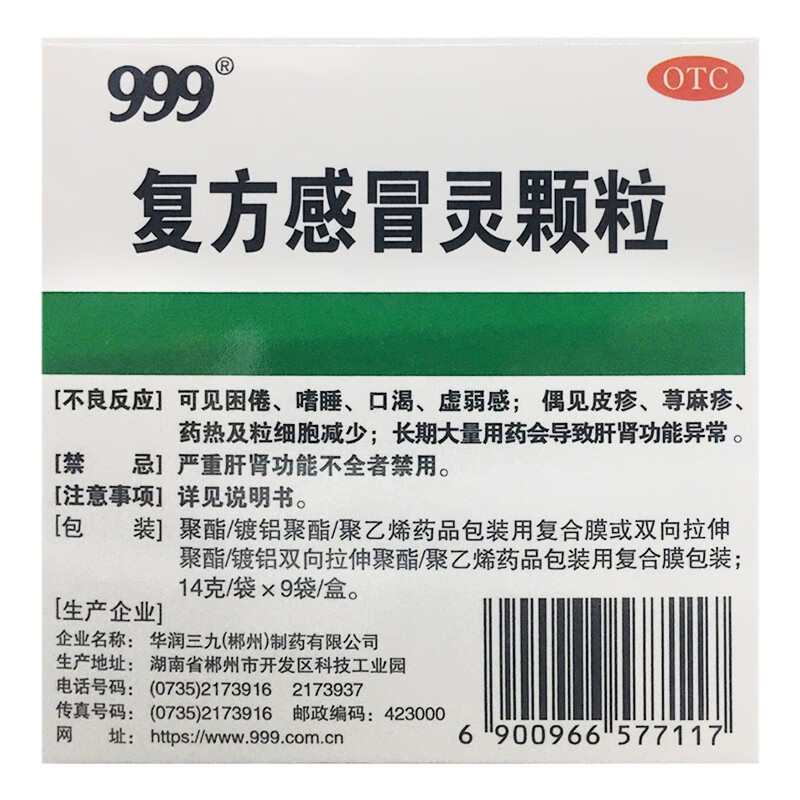 999®
OTC
复方感冒灵颗粒
[不良反应] 可见困倦、嗜睡、口渴、虚弱感；偶见皮疹、荨麻疹、
药热及粒细胞减少；长期大量用药会导致肝肾功能异常。
[禁 忌] 严重肝肾功能不全者禁用。
[注意事项] 详见说明书。
[包 装] 聚酯/镀铝聚酯/聚乙烯药品包装用复合膜或双向拉伸
聚酯/镀铝双向拉伸聚酯/聚乙烯药品包装用复合膜包装；
14克/袋×9袋/盒。
[生产企业]
企业名称：华润三九(郴州)制药有限公司
生产地址：湖南省郴州市开发区科技工业园
电话号码：(0735)2173916 2173937
传真号码：(0735)2173916 邮政编码：423000
网 址：https://www.999.com.cn
6 900966 577117